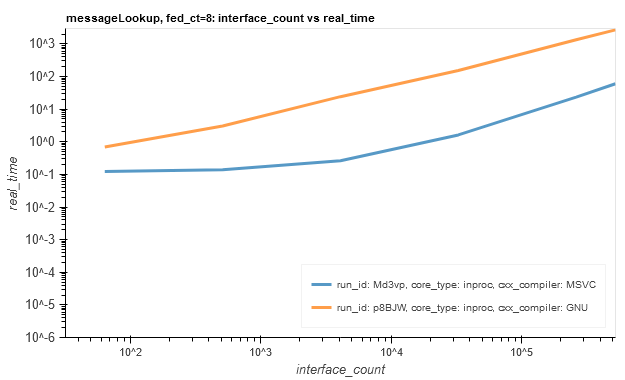 messageLookup, fed_ct=8: interface_count vs real_time
10^3
10^2
10^1
10^0
10^-1
10^-2
10^-3
10^-4
10^-5
10^-6
real_time
run_id: Md3vp, core_type: inproc, cxx_compiler: MSVC
run_id: p8BJW, core_type: inproc, cxx_compiler: GNU
10^2 10^3 10^4 10^5
interface_count